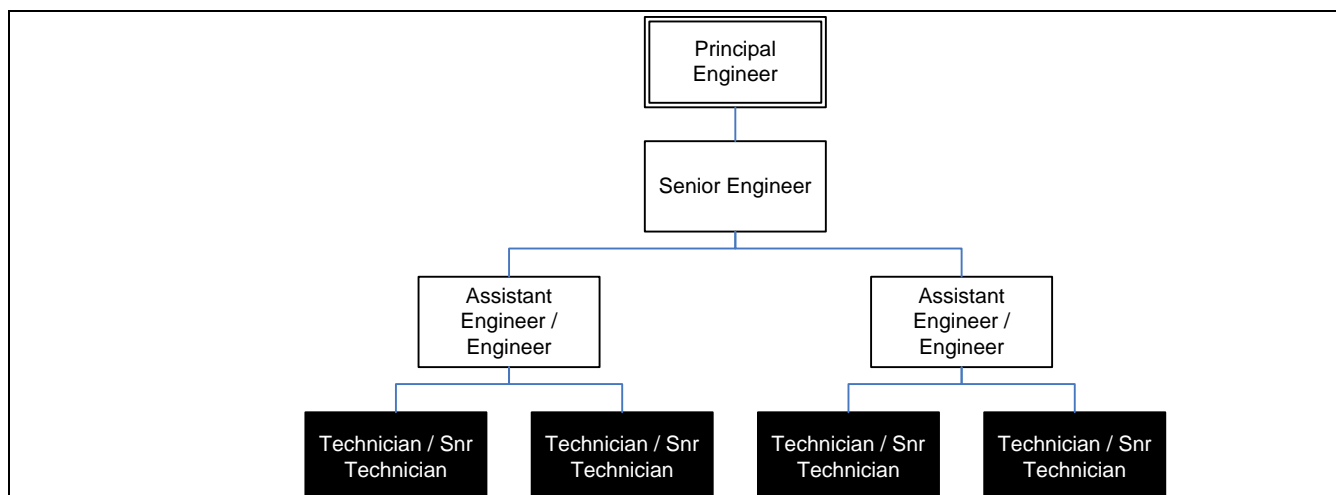 Principal
Engineer
Senior Engineer
Assistant
Engineer /
Engineer
Assistant
Engineer /
Engineer
Technician / Snr
Technician
Technician / Snr
Technician
Technician / Snr
Technician
Technician / Snr
Technician